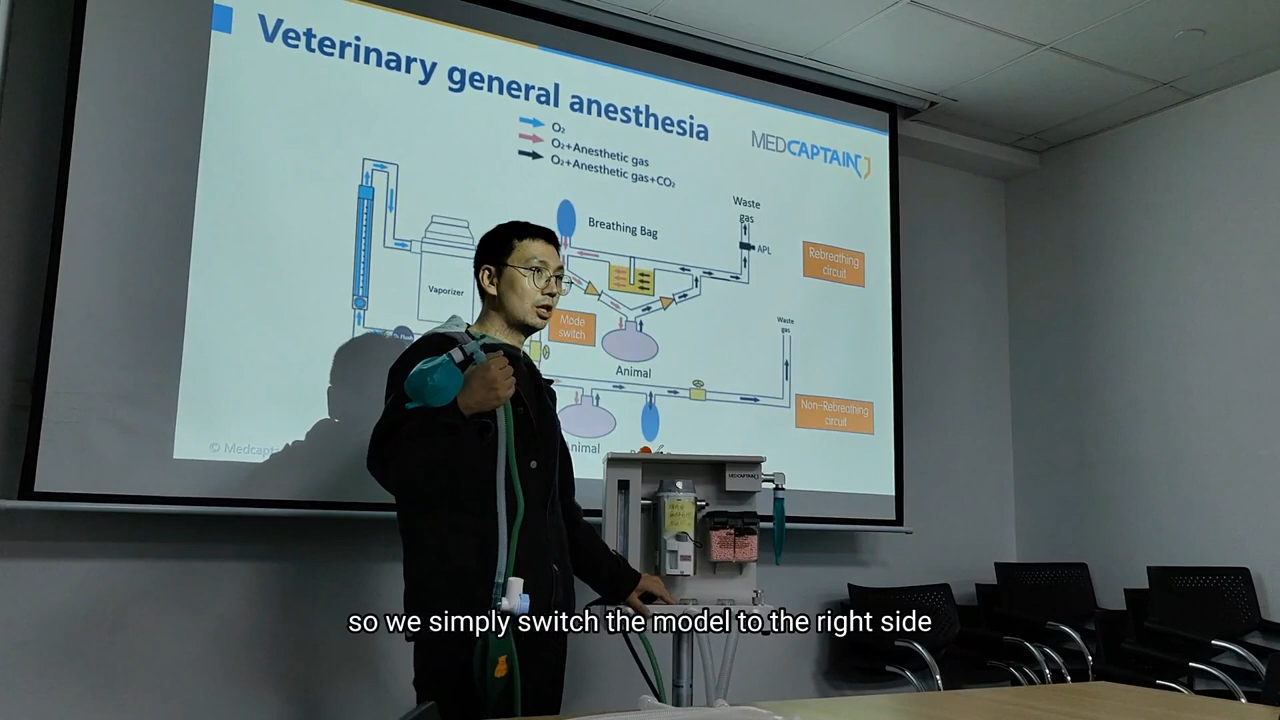 Veterinary general anesthesia
MEDCAPTAIN
O₂
O₂+Anesthetic gas
O₂+Anesthetic gas+CO₂
Waste
gas
Breathing Bag
APL
Rebreathing
circuit
Vaporizer
Mode
switch
Waste
gas
Animal
Non-Rebreathing
circuit
© Medcapt
nimal
MEDCAPTAIN
so we simply switch the model to the right side